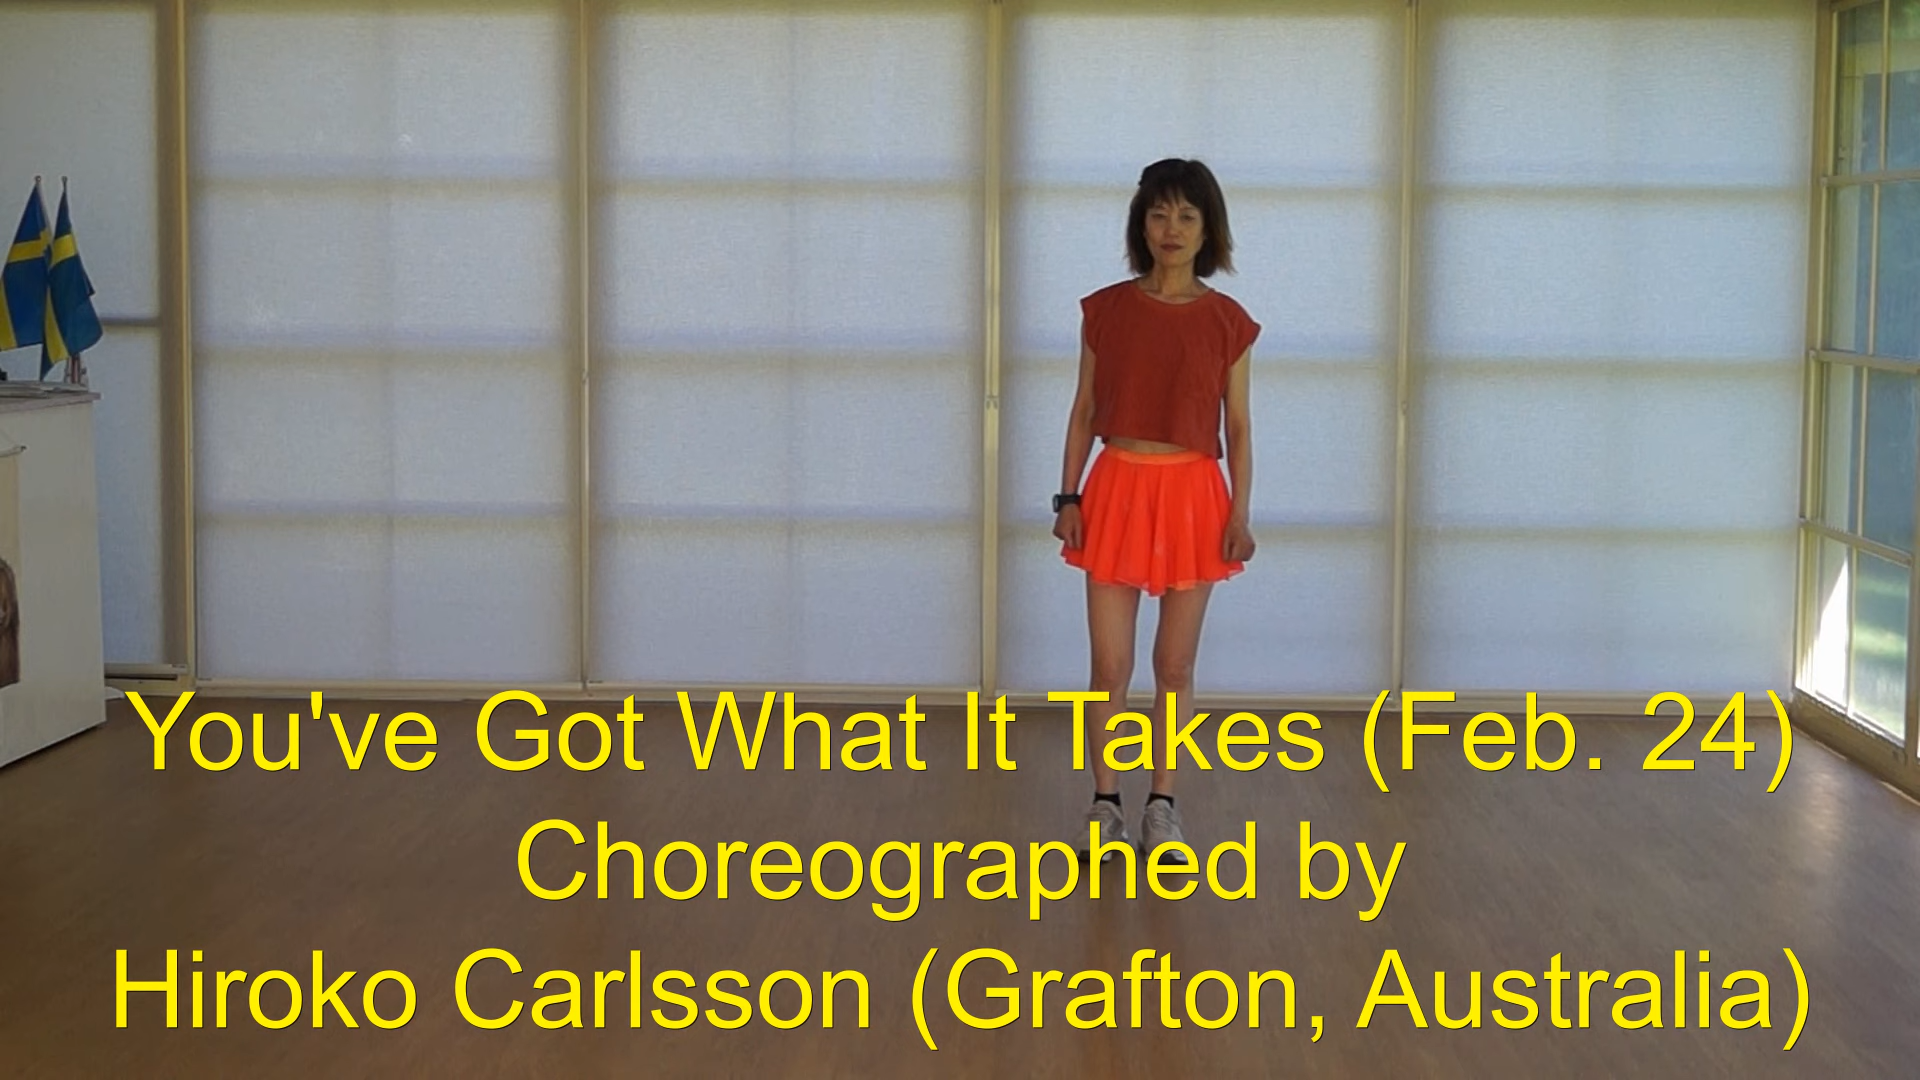 You've Got What It Takes (Feb. 24)
Choreographed by
Hiroko Carlsson (Grafton, Australia)